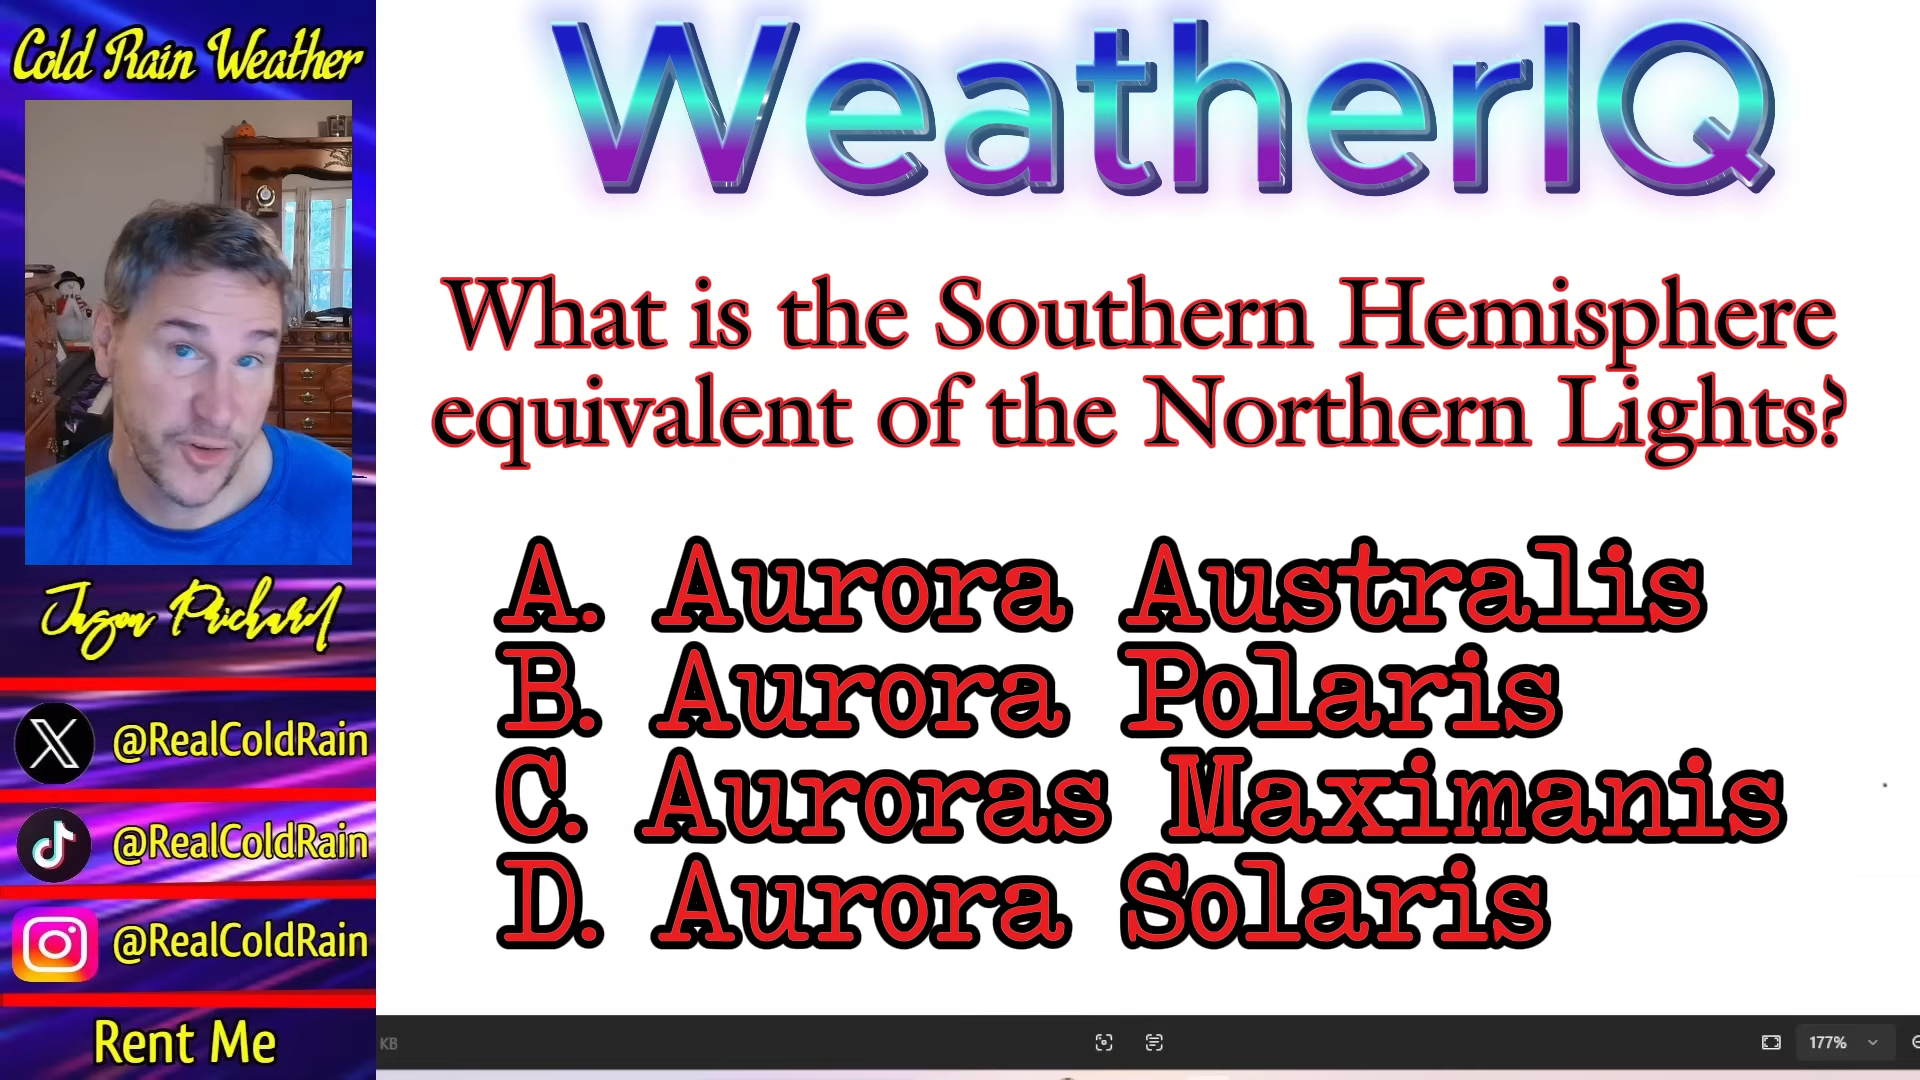 Cold Rain Weather
Jason Prichard
@RealColdRain
@RealColdRain
@RealColdRain
Rent Me
WeatherIQ
What is the Southern Hemisphere
equivalent of the Northern Lights?
A. Aurora Australis
B. Aurora Polaris
C. Auroras Maximanis
D. Aurora Solaris
KB
177%